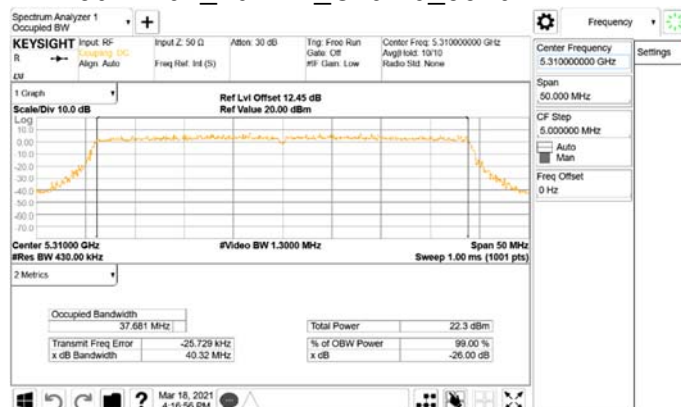 Spectrum Analyzer 1
Occupied BW
KEYSIGHT
R
Input: RF
Coupling: DC
Align: Auto
Input Z: 50 Ω
Freq Ref: Int (S)
Atten: 30 dB
Trig: Free Run
Gate: Off
#IF Gain: Low
Center Freq: 5.310000000 GHz
Avg|Hold: 10/10
Radio Std: None
1 Graph
Scale/Div 10.0 dB
Ref Lvl Offset 12.45 dB
Ref Value 20.00 dBm
Log
10.0
0.00
-10.0
-20.0
-30.0
-40.0
-50.0
-60.0
-70.0
Center 5.31000 GHz
#Video BW 1.3000 MHz
Span 50 MHz
#Res BW 430.00 kHz
Sweep 1.00 ms (1001 pts)
2 Metrics
Occupied Bandwidth
37.681 MHz
Total Power 22.3 dBm
Transmit Freq Error -25.729 kHz
% of OBW Power 99.00 %
x dB Bandwidth 40.32 MHz
x dB -26.00 dB
Mar 18, 2021
4:16:56 PM
Frequency
Center Frequency
5.310000000 GHz
Settings
Span
50.000 MHz
CF Step
5.000000 MHz
Auto
Man
Freq Offset
0 Hz